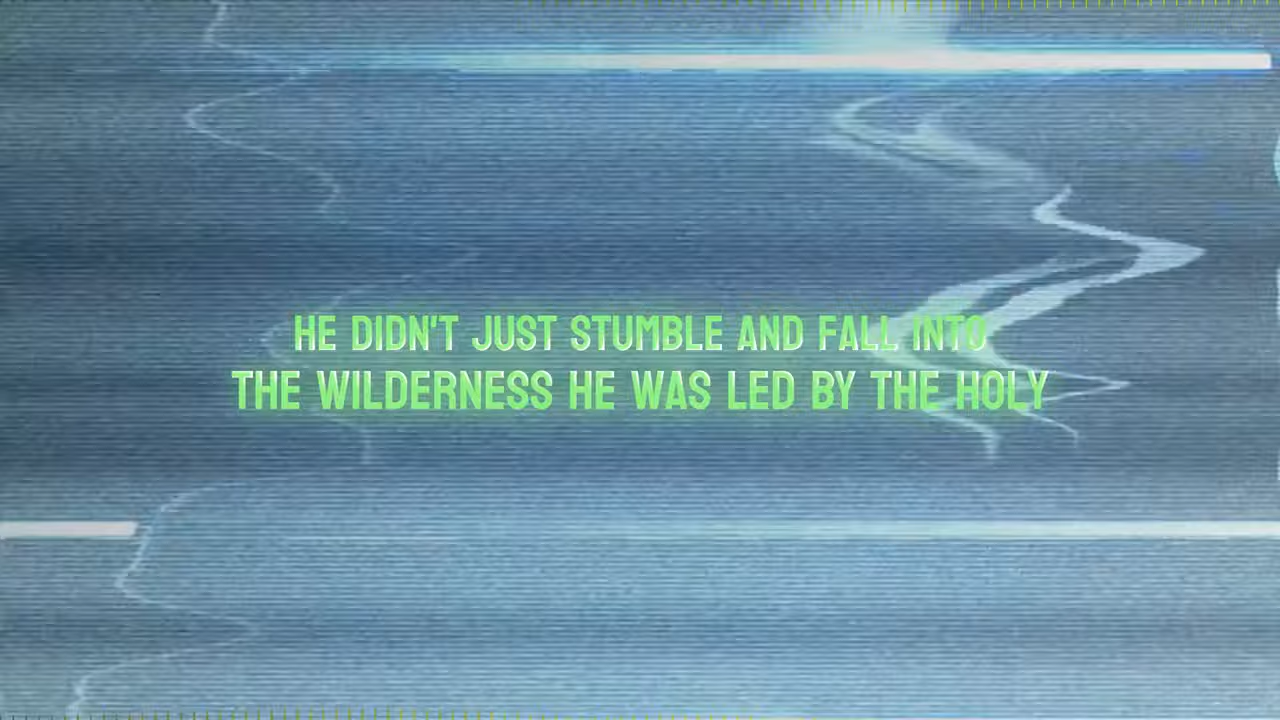 HE DIDN'T JUST STUMBLE AND FALL INTO
THE WILDERNESS HE WAS LED BY THE HOLY